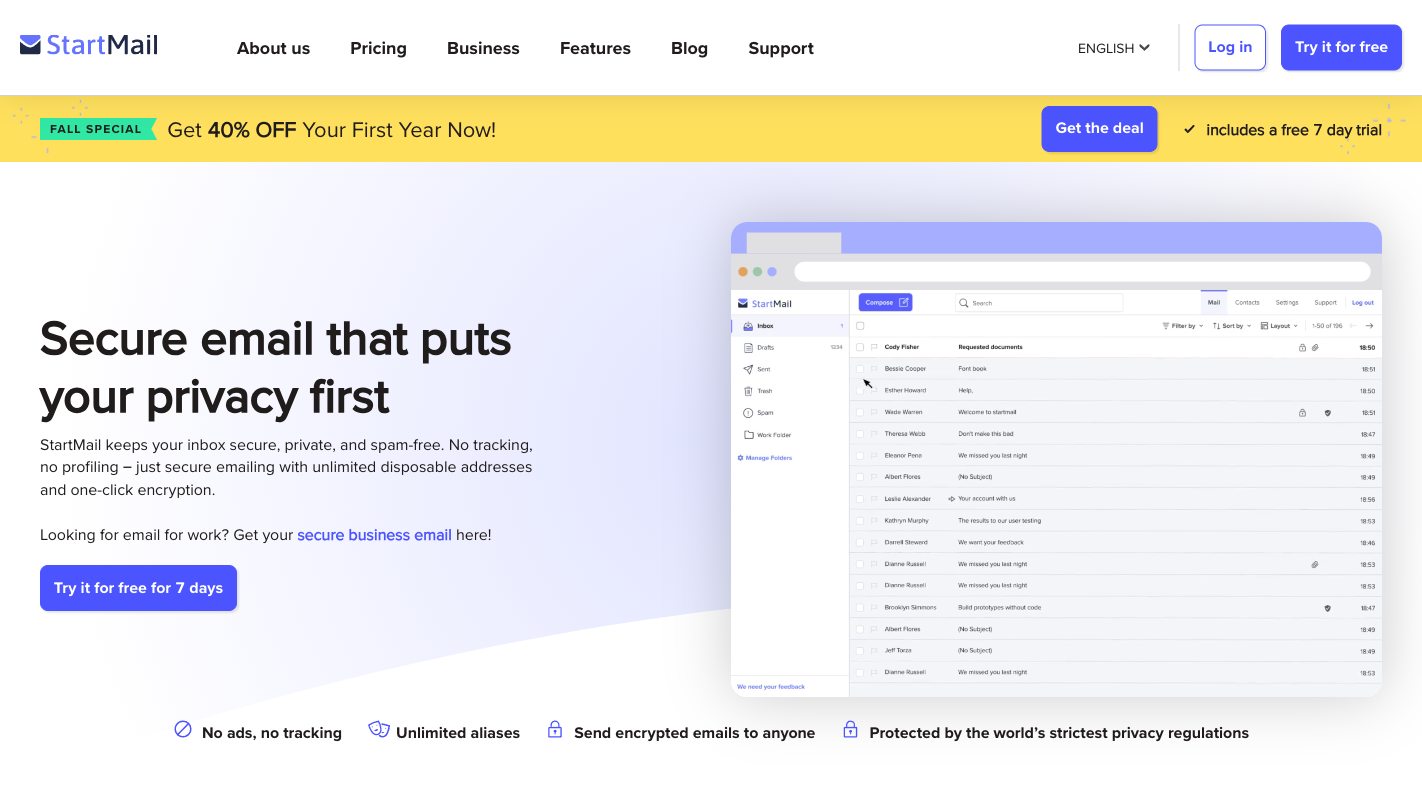 StartMail
About us
Pricing
Business
Features
Blog
Support
ENGLISH
Log in
Try it for free
FALL SPECIAL
Get 40% OFF Your First Year Now!
Get the deal
includes a free 7 day trial
Secure email that puts
your privacy first
StartMail keeps your inbox secure, private, and spam-free. No tracking,
no profiling – just secure emailing with unlimited disposable addresses
and one-click encryption.
Looking for email for work? Get your secure business email here!
Try it for free for 7 days
StartMail
Compose
Search
Mail
Contacts
Settings
Support
Log out
Inbox 1
Drafts 1234
Sent
Trash
Spam
Work Folder
Manage Folders
We need your feedback
Filter by
Sort by
Layout
1-50 of 196
Cody Fisher Requested documents 18:50
Bessie Cooper Font book 18:51
Esther Howard Help, 18:50
Wade Warren Welcome to startmail 18:51
Theresa Webb Don't make this bad 18:47
Eleanor Pena We missed you last night 18:49
Albert Flores (No Subject) 18:49
Leslie Alexander Your account with us 18:56
Kathryn Murphy The results to our user testing 18:53
Darrell Steward We want your feedback 18:46
Dianne Russell We missed you last night 18:53
Dianne Russell We missed you last night 18:53
Brooklyn Simmons Build prototypes without code 18:47
Albert Flores (No Subject) 18:49
Jeff Torza (No Subject) 18:49
Dianne Russell We missed you last night 18:53
No ads, no tracking
Unlimited aliases
Send encrypted emails to anyone
Protected by the world's strictest privacy regulations